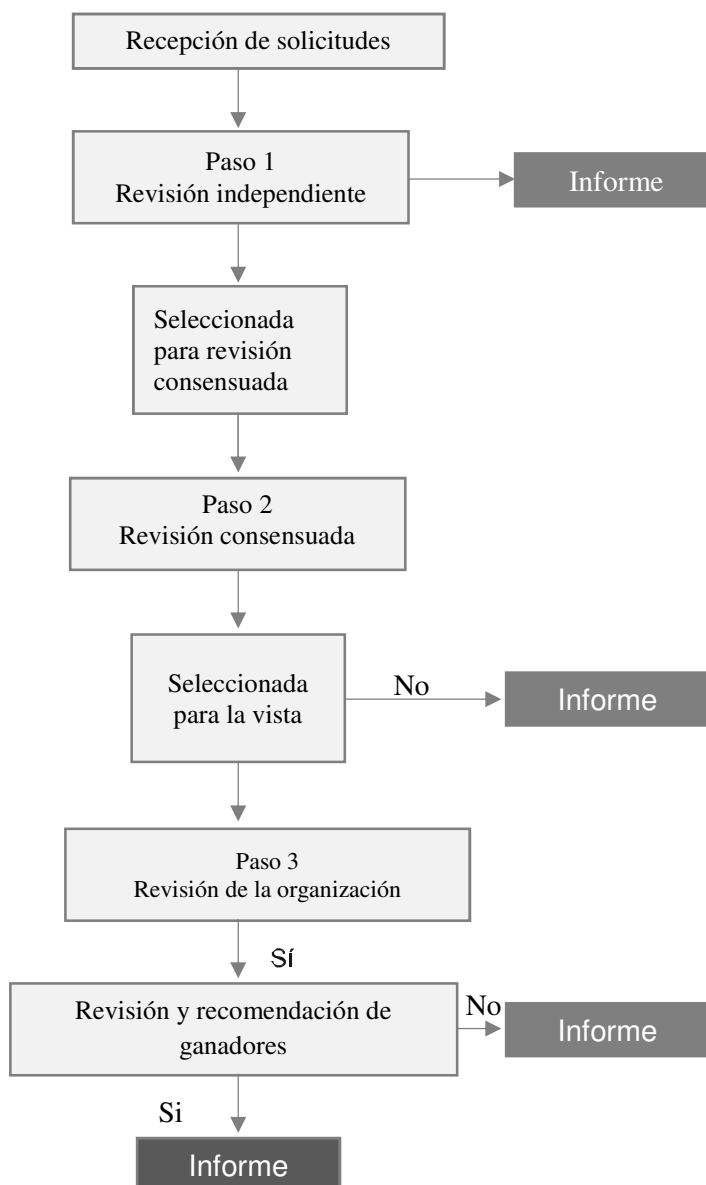 Recepción de solicitudes
Paso 1
Revisión independiente
Informe
Seleccionada
para revisión
consensuada
Paso 2
Revisión consensuada
Seleccionada
para la vista
No
Informe
Paso 3
Revisión de la organización
Sí
Revisión y recomendación de
ganadores
No
Informe
Si
Informe